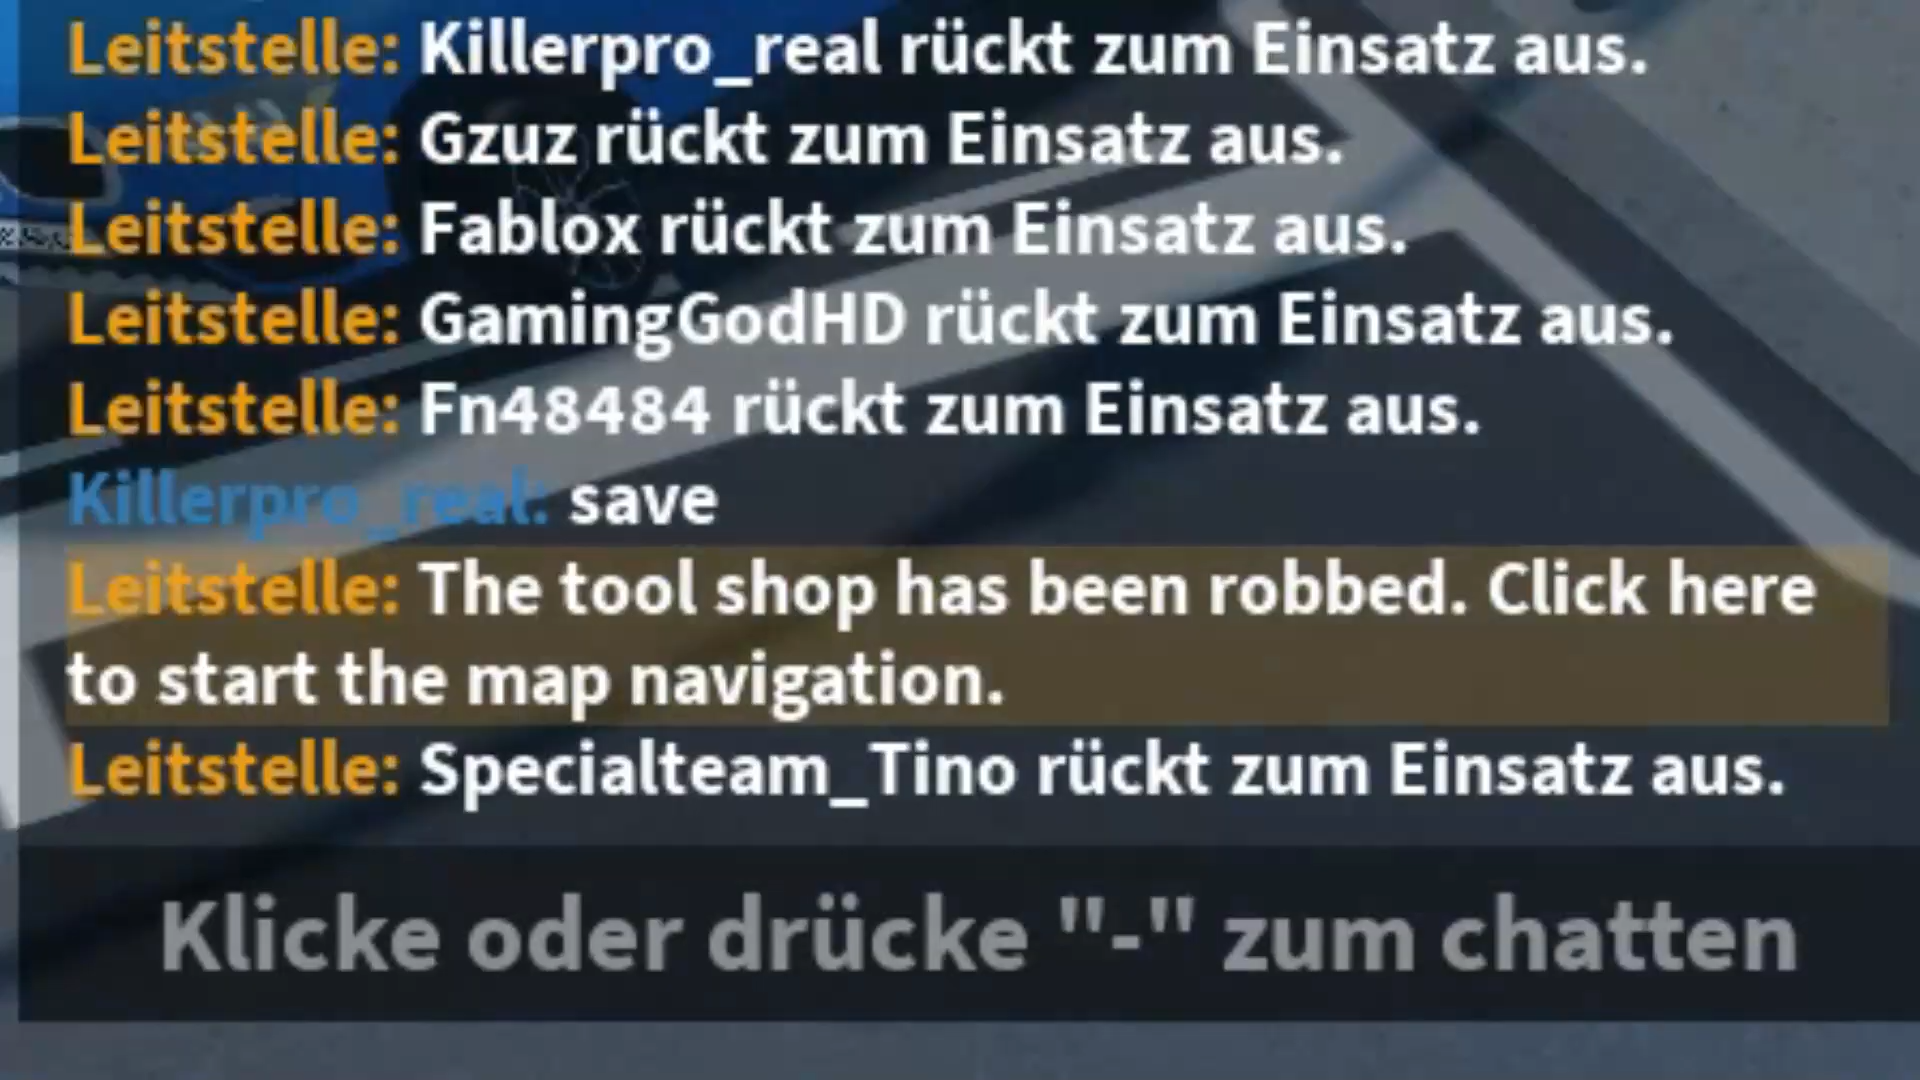 Leitstelle: Killerpro_real rückt zum Einsatz aus.
Leitstelle: Gzuz rückt zum Einsatz aus.
Leitstelle: Fablox rückt zum Einsatz aus.
Leitstelle: GamingGodHD rückt zum Einsatz aus.
Leitstelle: Fn48484 rückt zum Einsatz aus.
Killerpro_real: save
Leitstelle: The tool shop has been robbed. Click here
to start the map navigation.
Leitstelle: Specialteam_Tino rückt zum Einsatz aus.
Klicke oder drücke "-" zum chatten